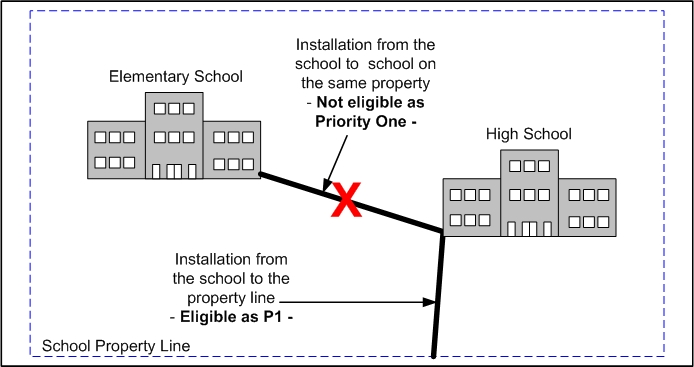 Installation from the
school to  school on
the same property
- Not eligible as
Priority One -
Elementary School
High School
Installation from
the school to the
property line
- Eligible as P1 -
School Property Line